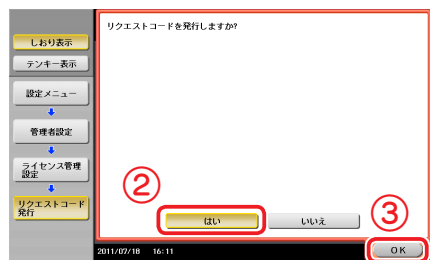 リクエストコードを発行しますか?
しおり表示
テンキー表示
設定メニュー
管理者設定
ライセンス管理
設定
リクエストコード
発行
②
はい
いいえ
③
2011/07/18 16:11
OK